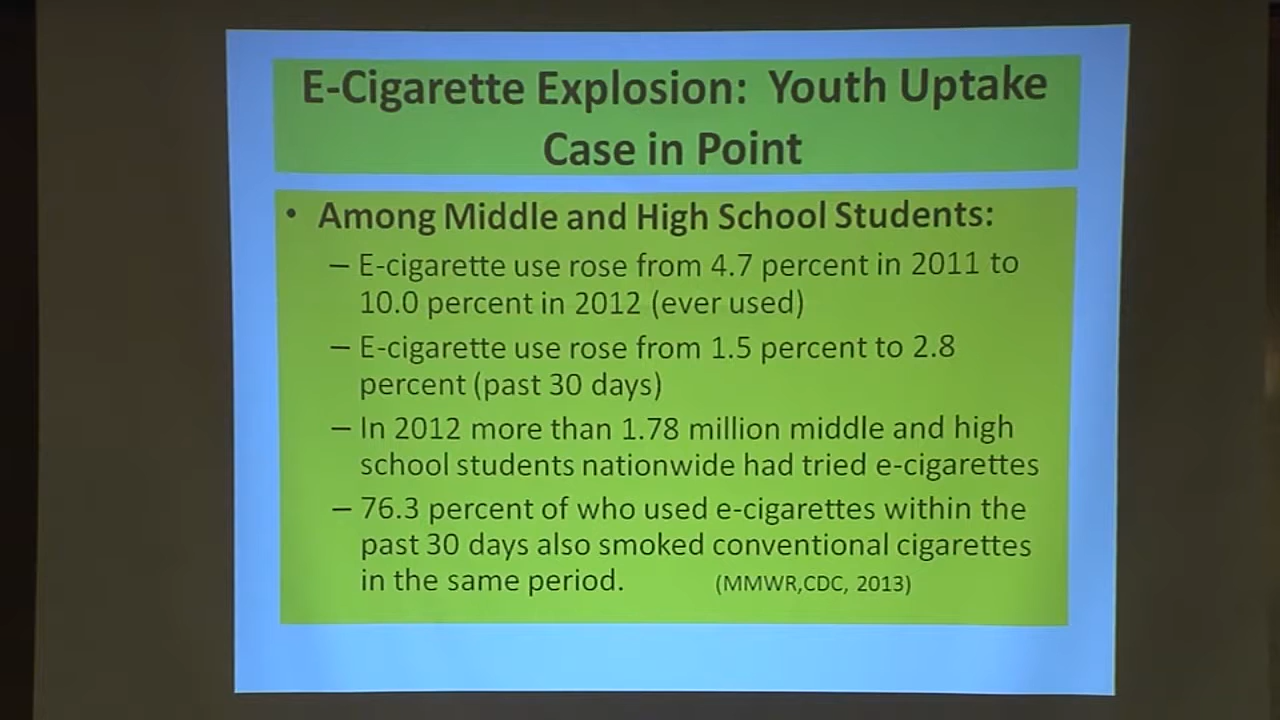 E-Cigarette Explosion: Youth Uptake
Case in Point
• Among Middle and High School Students:
– E-cigarette use rose from 4.7 percent in 2011 to
10.0 percent in 2012 (ever used)
– E-cigarette use rose from 1.5 percent to 2.8
percent (past 30 days)
– In 2012 more than 1.78 million middle and high
school students nationwide had tried e-cigarettes
– 76.3 percent of who used e-cigarettes within the
past 30 days also smoked conventional cigarettes
in the same period. (MMWR,CDC, 2013)